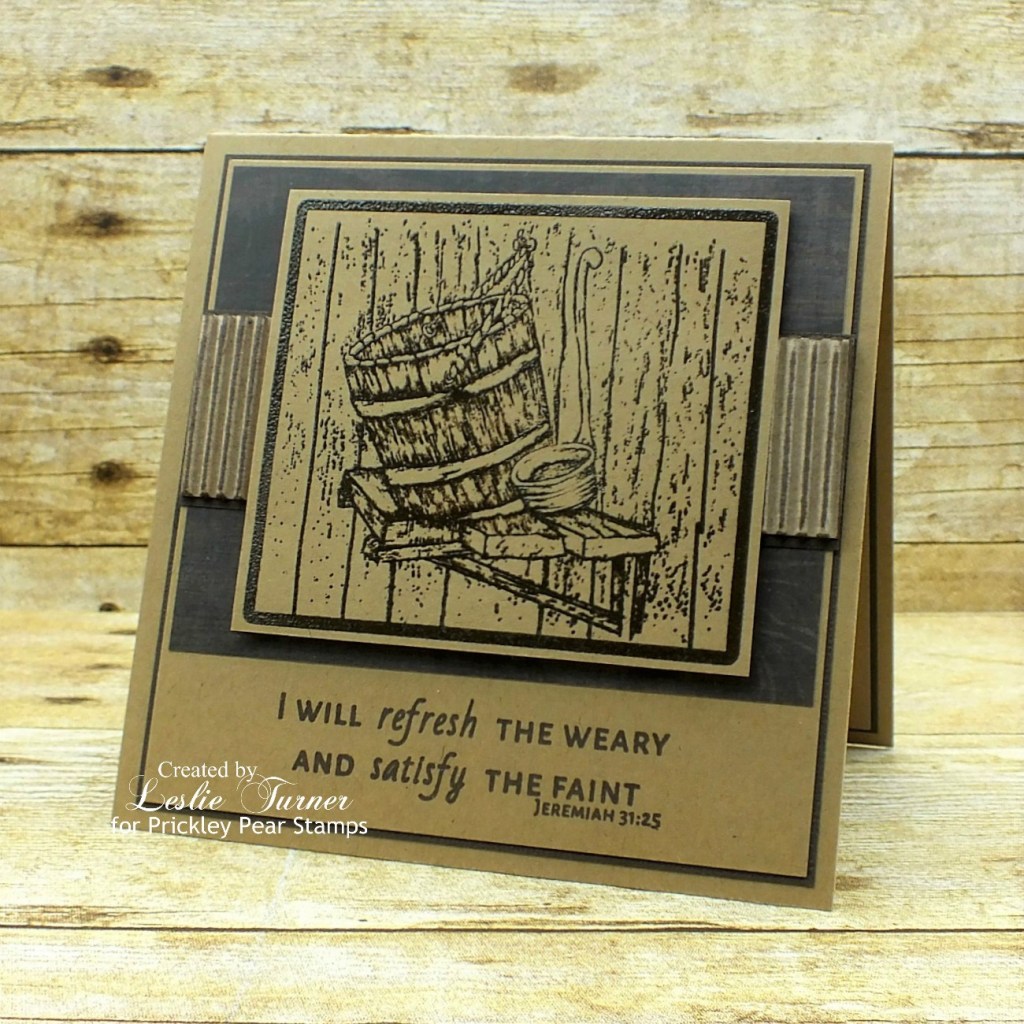 I WILL refresh THE WEARY
AND satisfy THE FAINT
JEREMIAH 31:25
Created by
Leslie Turner
for Prickley Pear Stamps